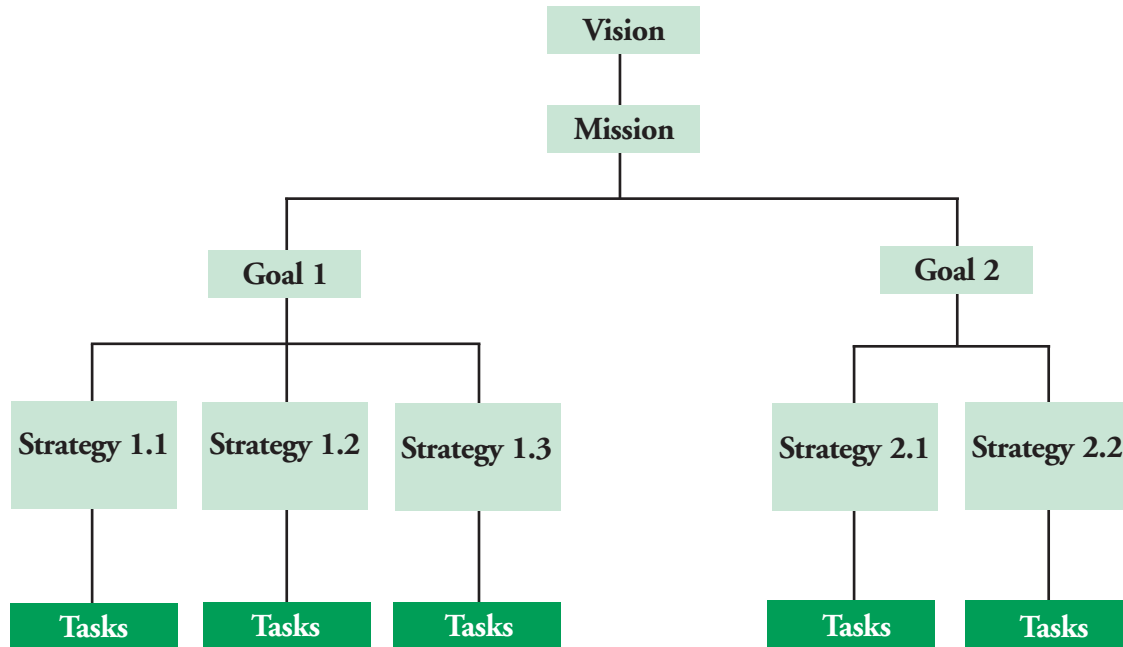 Vision
Mission
Goal 1
Goal 2
Strategy 1.1
Strategy 1.2
Strategy 1.3
Strategy 2.1
Strategy 2.2
Tasks
Tasks
Tasks
Tasks
Tasks